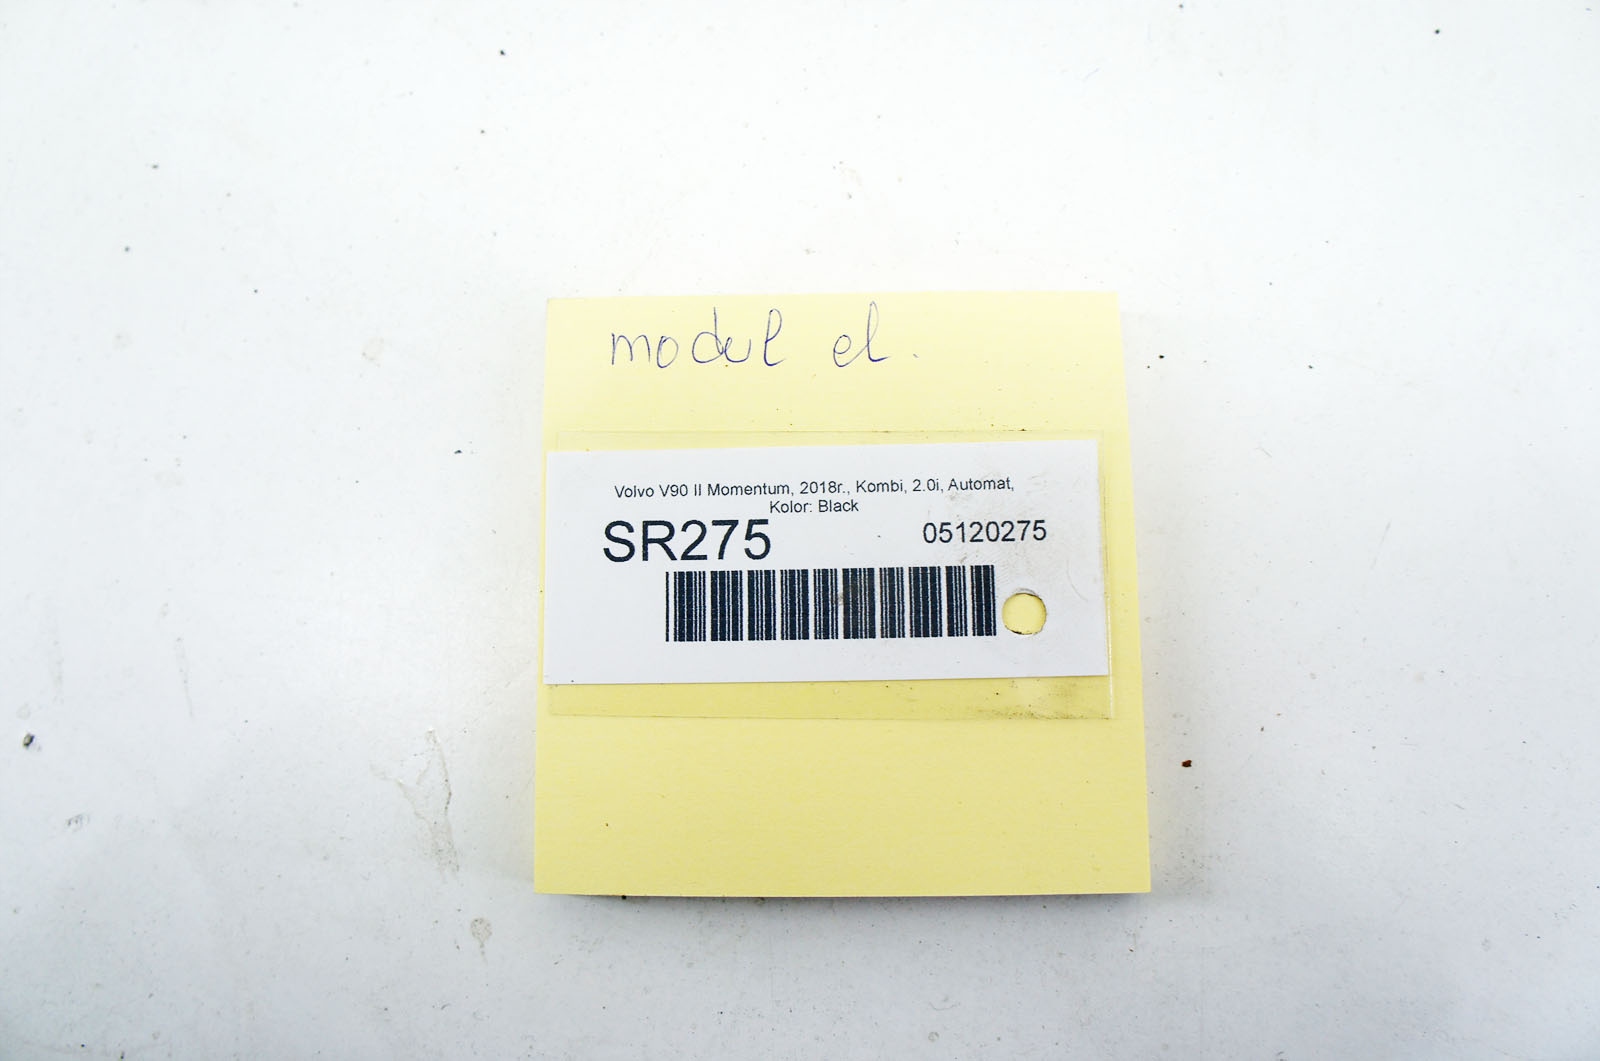 modul el.
Volvo V90 II Momentum, 2018r., Kombi, 2.0i, Automat,
Kolor: Black
SR275 05120275